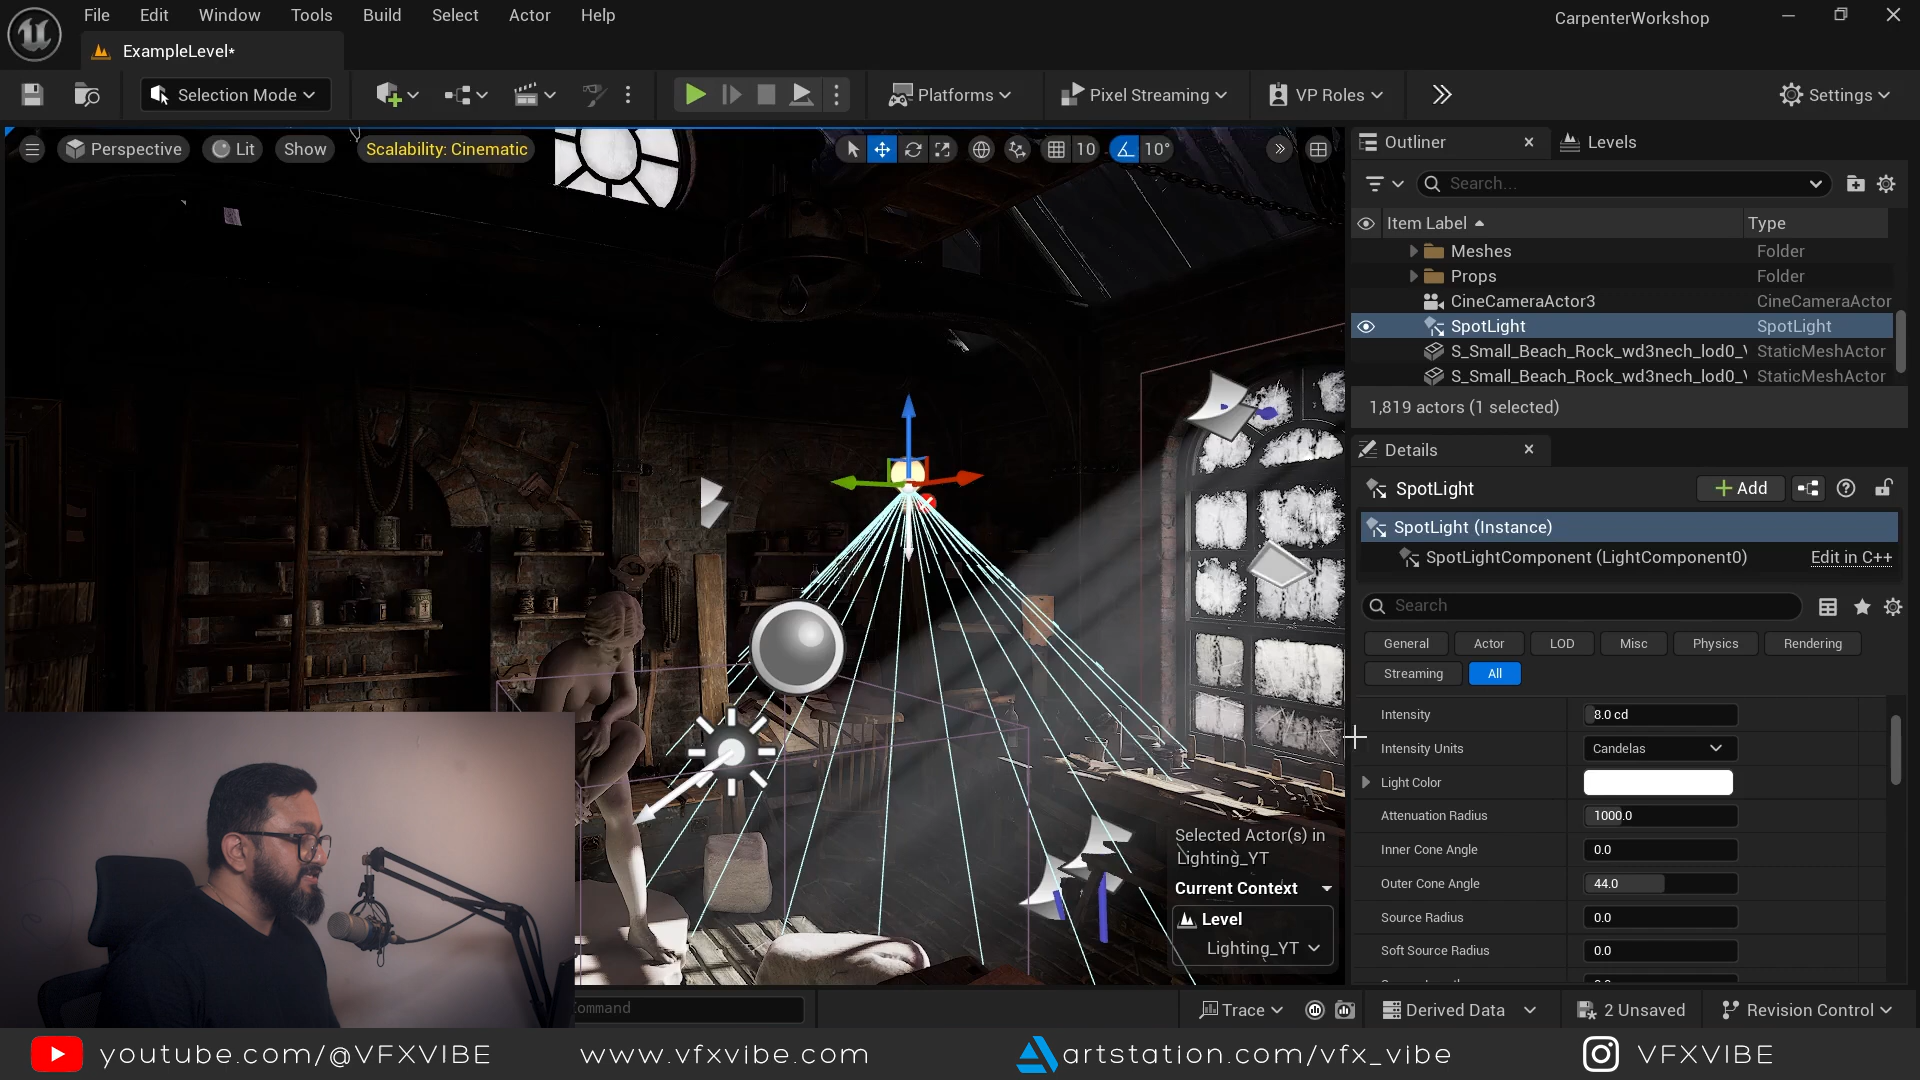 File Edit Window Tools Build Select Actor Help
CarpenterWorkshop
ExampleLevel*
Selection Mode
Platforms
Pixel Streaming
VP Roles
Settings
Perspective
Lit
Show
Scalability: Cinematic
10
10°
Outliner
Levels
Search...
Item Label
Type
Meshes Folder
Props Folder
CineCameraActor3 CineCameraActor
SpotLight SpotLight
S_Small_Beach_Rock_wd3nech_lod0_ StaticMeshActor
S_Small_Beach_Rock_wd3nech_lod0_ StaticMeshActor
1,819 actors (1 selected)
Details
SpotLight
Add
SpotLight (Instance)
SpotLightComponent (LightComponent0)
Edit in C++
Search
General Actor LOD Misc Physics Rendering
Streaming All
Intensity 8.0 cd
Intensity Units Candelas
Light Color
Attenuation Radius 1000.0
Inner Cone Angle 0.0
Outer Cone Angle 44.0
Source Radius 0.0
Soft Source Radius 0.0
Selected Actor(s) in
Lighting_YT
Current Context
Level
Lighting_YT
ommand
Trace
Derived Data
2 Unsaved
Revision Control
youtube.com/@VFXVIBE
www.vfxvibe.com
artstation.com/vfx_vibe
VFXVIBE